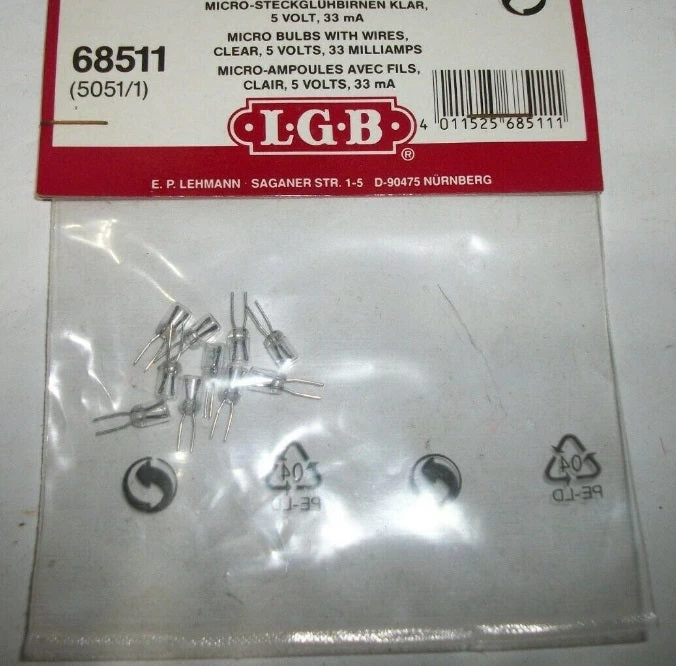 MICRO-STECKGLÜHBIRNEN KLAR,
5 VOLT, 33 mA
MICRO BULBS WITH WIRES,
CLEAR, 5 VOLTS, 33 MILLIAMPS
MICRO-AMPOULES AVEC FILS,
CLAIR, 5 VOLTS, 33 mA
68511
(5051/1)
L·G·B
®
4 011525 685111
E. P. LEHMANN · SAGANER STR. 1-5 D-90475 NÜRNBERG
04
PE-LD
04
PE-LD